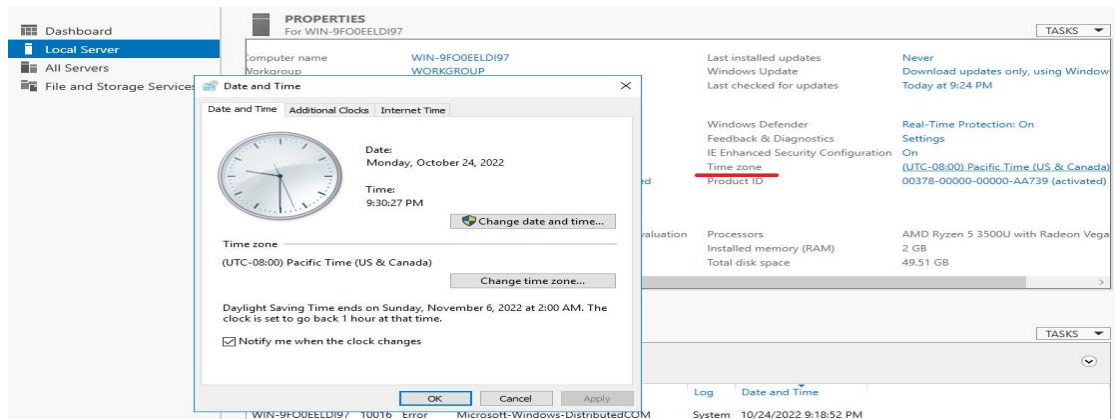 PROPERTIES
For WIN-9FO0EELDI97
TASKS
Dashboard
Local Server
All Servers
File and Storage Services
Computer name WIN-9FO0EELDI97
Workgroup WORKGROUP
Last installed updates Never
Windows Update Download updates only, using Window
Last checked for updates Today at 9:24 PM
Windows Defender Real-Time Protection: On
Feedback & Diagnostics Settings
IE Enhanced Security Configuration On
Time zone (UTC-08:00) Pacific Time (US & Canada)
Product ID 00378-00000-00000-AA739 (activated)
Processors AMD Ryzen 5 3500U with Radeon Vega
Installed memory (RAM) 2 GB
Total disk space 49.51 GB
Date and Time
Date and Time Additional Clocks Internet Time
Date:
Monday, October 24, 2022
Time:
9:30:27 PM
Change date and time...
Time zone
(UTC-08:00) Pacific Time (US & Canada)
Change time zone...
Daylight Saving Time ends on Sunday, November 6, 2022 at 2:00 AM. The
clock is set to go back 1 hour at that time.
Notify me when the clock changes
OK Cancel Apply
TASKS
Log Date and Time
WIN-9FO0EELDI97 10016 Error Microsoft-Windows-DistributedCOM System 10/24/2022 9:18:52 PM